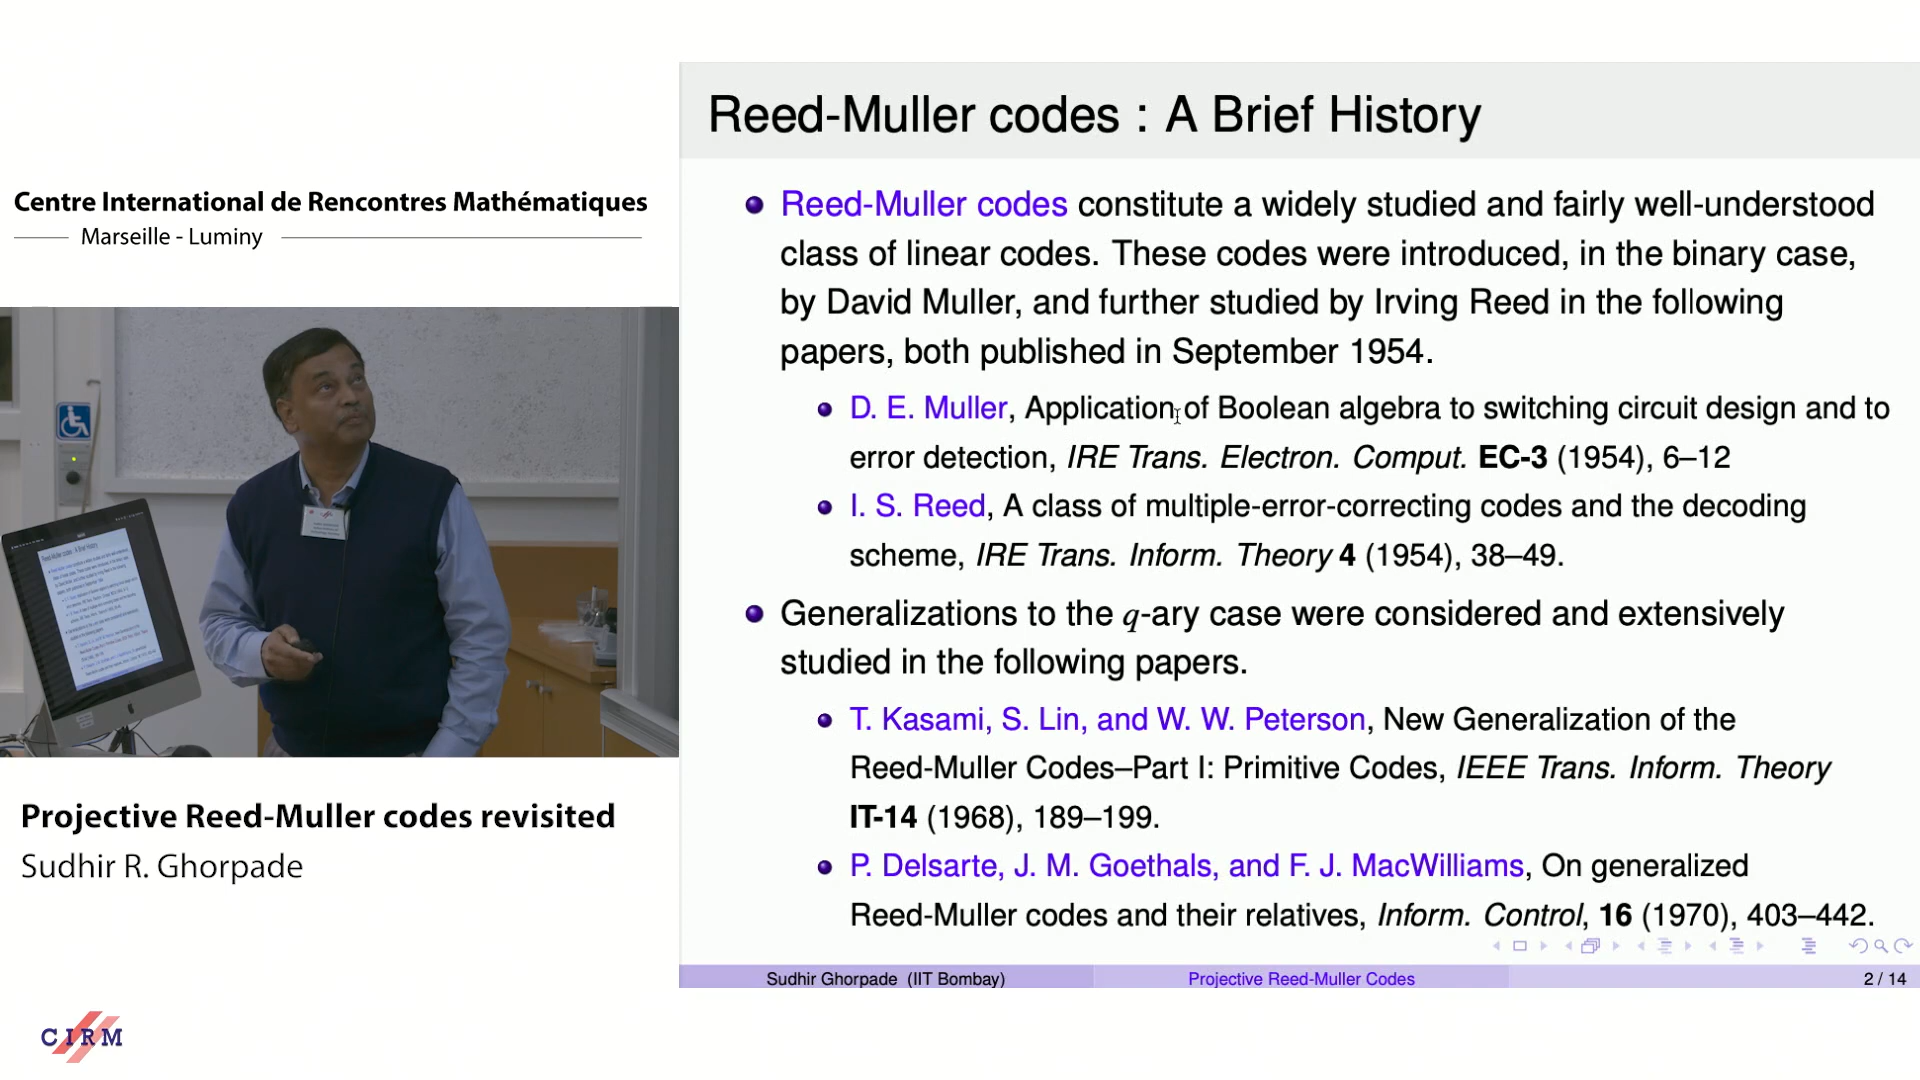 Centre International de Rencontres Mathématiques
Marseille - Luminy
Projective Reed-Muller codes revisited
Sudhir R. Ghorpade
CIRM
Reed-Muller codes : A Brief History
Reed-Muller codes constitute a widely studied and fairly well-understood
class of linear codes. These codes were introduced, in the binary case,
by David Muller, and further studied by Irving Reed in the following
papers, both published in September 1954.
D. E. Muller, Application of Boolean algebra to switching circuit design and to
error detection, IRE Trans. Electron. Comput. EC-3 (1954), 6–12
I. S. Reed, A class of multiple-error-correcting codes and the decoding
scheme, IRE Trans. Inform. Theory 4 (1954), 38–49.
Generalizations to the q-ary case were considered and extensively
studied in the following papers.
T. Kasami, S. Lin, and W. W. Peterson, New Generalization of the
Reed-Muller Codes–Part I: Primitive Codes, IEEE Trans. Inform. Theory
IT-14 (1968), 189–199.
P. Delsarte, J. M. Goethals, and F. J. MacWilliams, On generalized
Reed-Muller codes and their relatives, Inform. Control, 16 (1970), 403–442.
Sudhir Ghorpade (IIT Bombay)
Projective Reed-Muller Codes
2 / 14